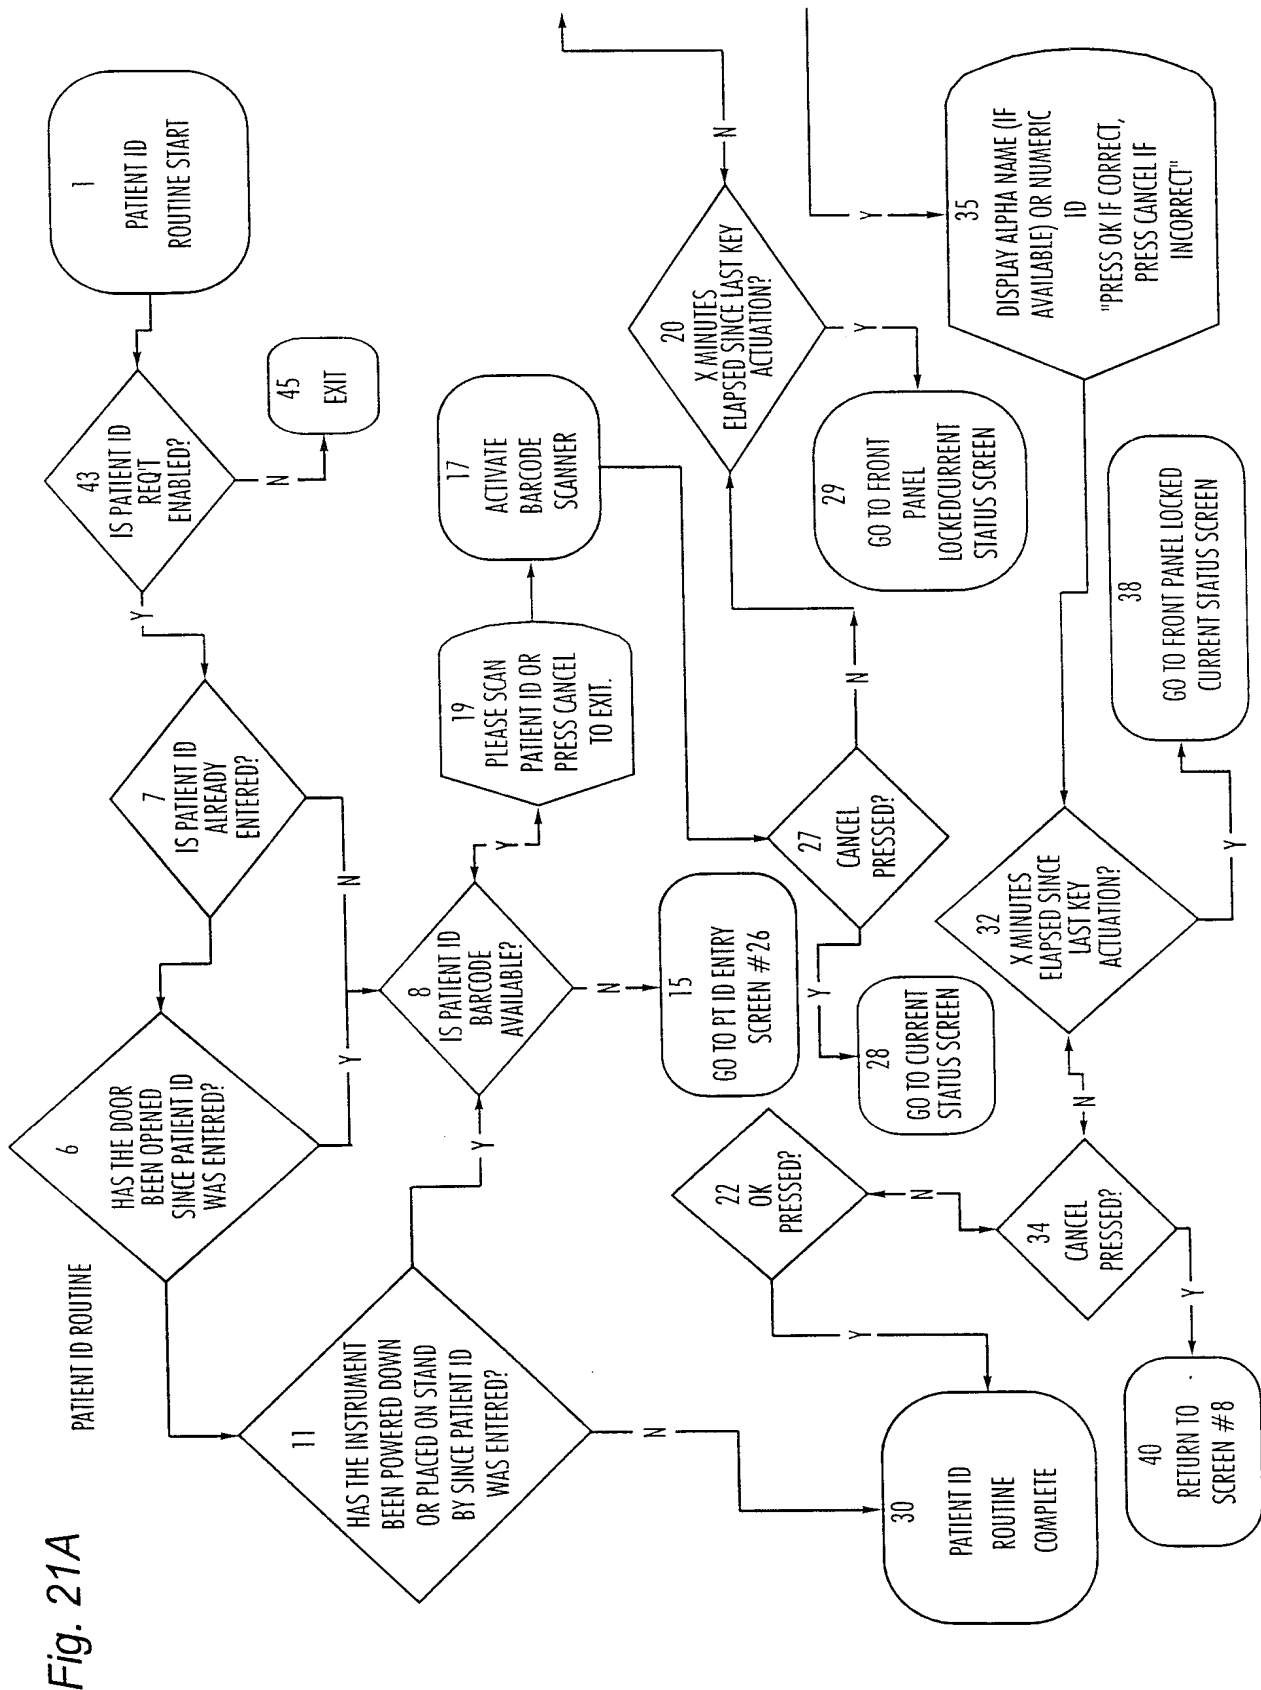 Fig. 21A
PATIENT ID ROUTINE
1
PATIENT ID
ROUTINE START
43
IS PATIENT ID
REQ'T
ENABLED?
N
45
EXIT
Y
7
IS PATIENT ID
ALREADY
ENTERED?
N
6
HAS THE DOOR
BEEN OPENED
SINCE PATIENT ID
WAS ENTERED?
Y
11
HAS THE INSTRUMENT
BEEN POWERED DOWN
OR PLACED ON STAND
BY SINCE PATIENT ID
WAS ENTERED?
Y
N
8
IS PATIENT ID
BARCODE
AVAILABLE?
Y
N
15
GO TO PT ID ENTRY
SCREEN #26
19
PLEASE SCAN
PATIENT ID OR
PRESS CANCEL
TO EXIT.
17
ACTIVATE
BARCODE
SCANNER
27
CANCEL
PRESSED?
Y
N
28
GO TO CURRENT
STATUS SCREEN
20
X MINUTES
ELAPSED SINCE LAST KEY
ACTUATION?
N
Y
29
GO TO FRONT
PANEL
LOCKEDCURRENT
STATUS SCREEN
Y
35
DISPLAY ALPHA NAME (IF
AVAILABLE) OR NUMERIC
ID
"PRESS OK IF CORRECT,
PRESS CANCEL IF
INCORRECT"
32
X MINUTES
ELAPSED SINCE
LAST KEY
ACTUATION?
Y
38
GO TO FRONT PANEL LOCKED
CURRENT STATUS SCREEN
N
34
CANCEL
PRESSED?
Y
40
RETURN TO
SCREEN #8
N
22
OK
PRESSED?
Y
30
PATIENT ID
ROUTINE
COMPLETE